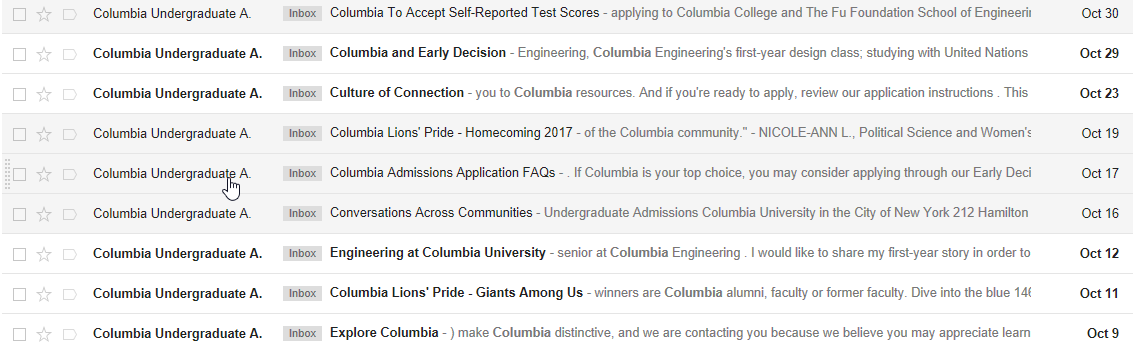 Columbia Undergraduate A. Inbox Columbia To Accept Self-Reported Test Scores - applying to Columbia College and The Fu Foundation School of Engineerin Oct 30
Columbia Undergraduate A. Inbox Columbia and Early Decision - Engineering, Columbia Engineering's first-year design class; studying with United Nations Oct 29
Columbia Undergraduate A. Inbox Culture of Connection - you to Columbia resources. And if you're ready to apply, review our application instructions . This Oct 23
Columbia Undergraduate A. Inbox Columbia Lions' Pride - Homecoming 2017 - of the Columbia community." - NICOLE-ANN L., Political Science and Women's Oct 19
Columbia Undergraduate A. Inbox Columbia Admissions Application FAQs - . If Columbia is your top choice, you may consider applying through our Early Deci Oct 17
Columbia Undergraduate A. Inbox Conversations Across Communities - Undergraduate Admissions Columbia University in the City of New York 212 Hamilton Oct 16
Columbia Undergraduate A. Inbox Engineering at Columbia University - senior at Columbia Engineering . I would like to share my first-year story in order to Oct 12
Columbia Undergraduate A. Inbox Columbia Lions' Pride - Giants Among Us - winners are Columbia alumni, faculty or former faculty. Dive into the blue 146 Oct 11
Columbia Undergraduate A. Inbox Explore Columbia - ) make Columbia distinctive, and we are contacting you because we believe you may appreciate learn Oct 9